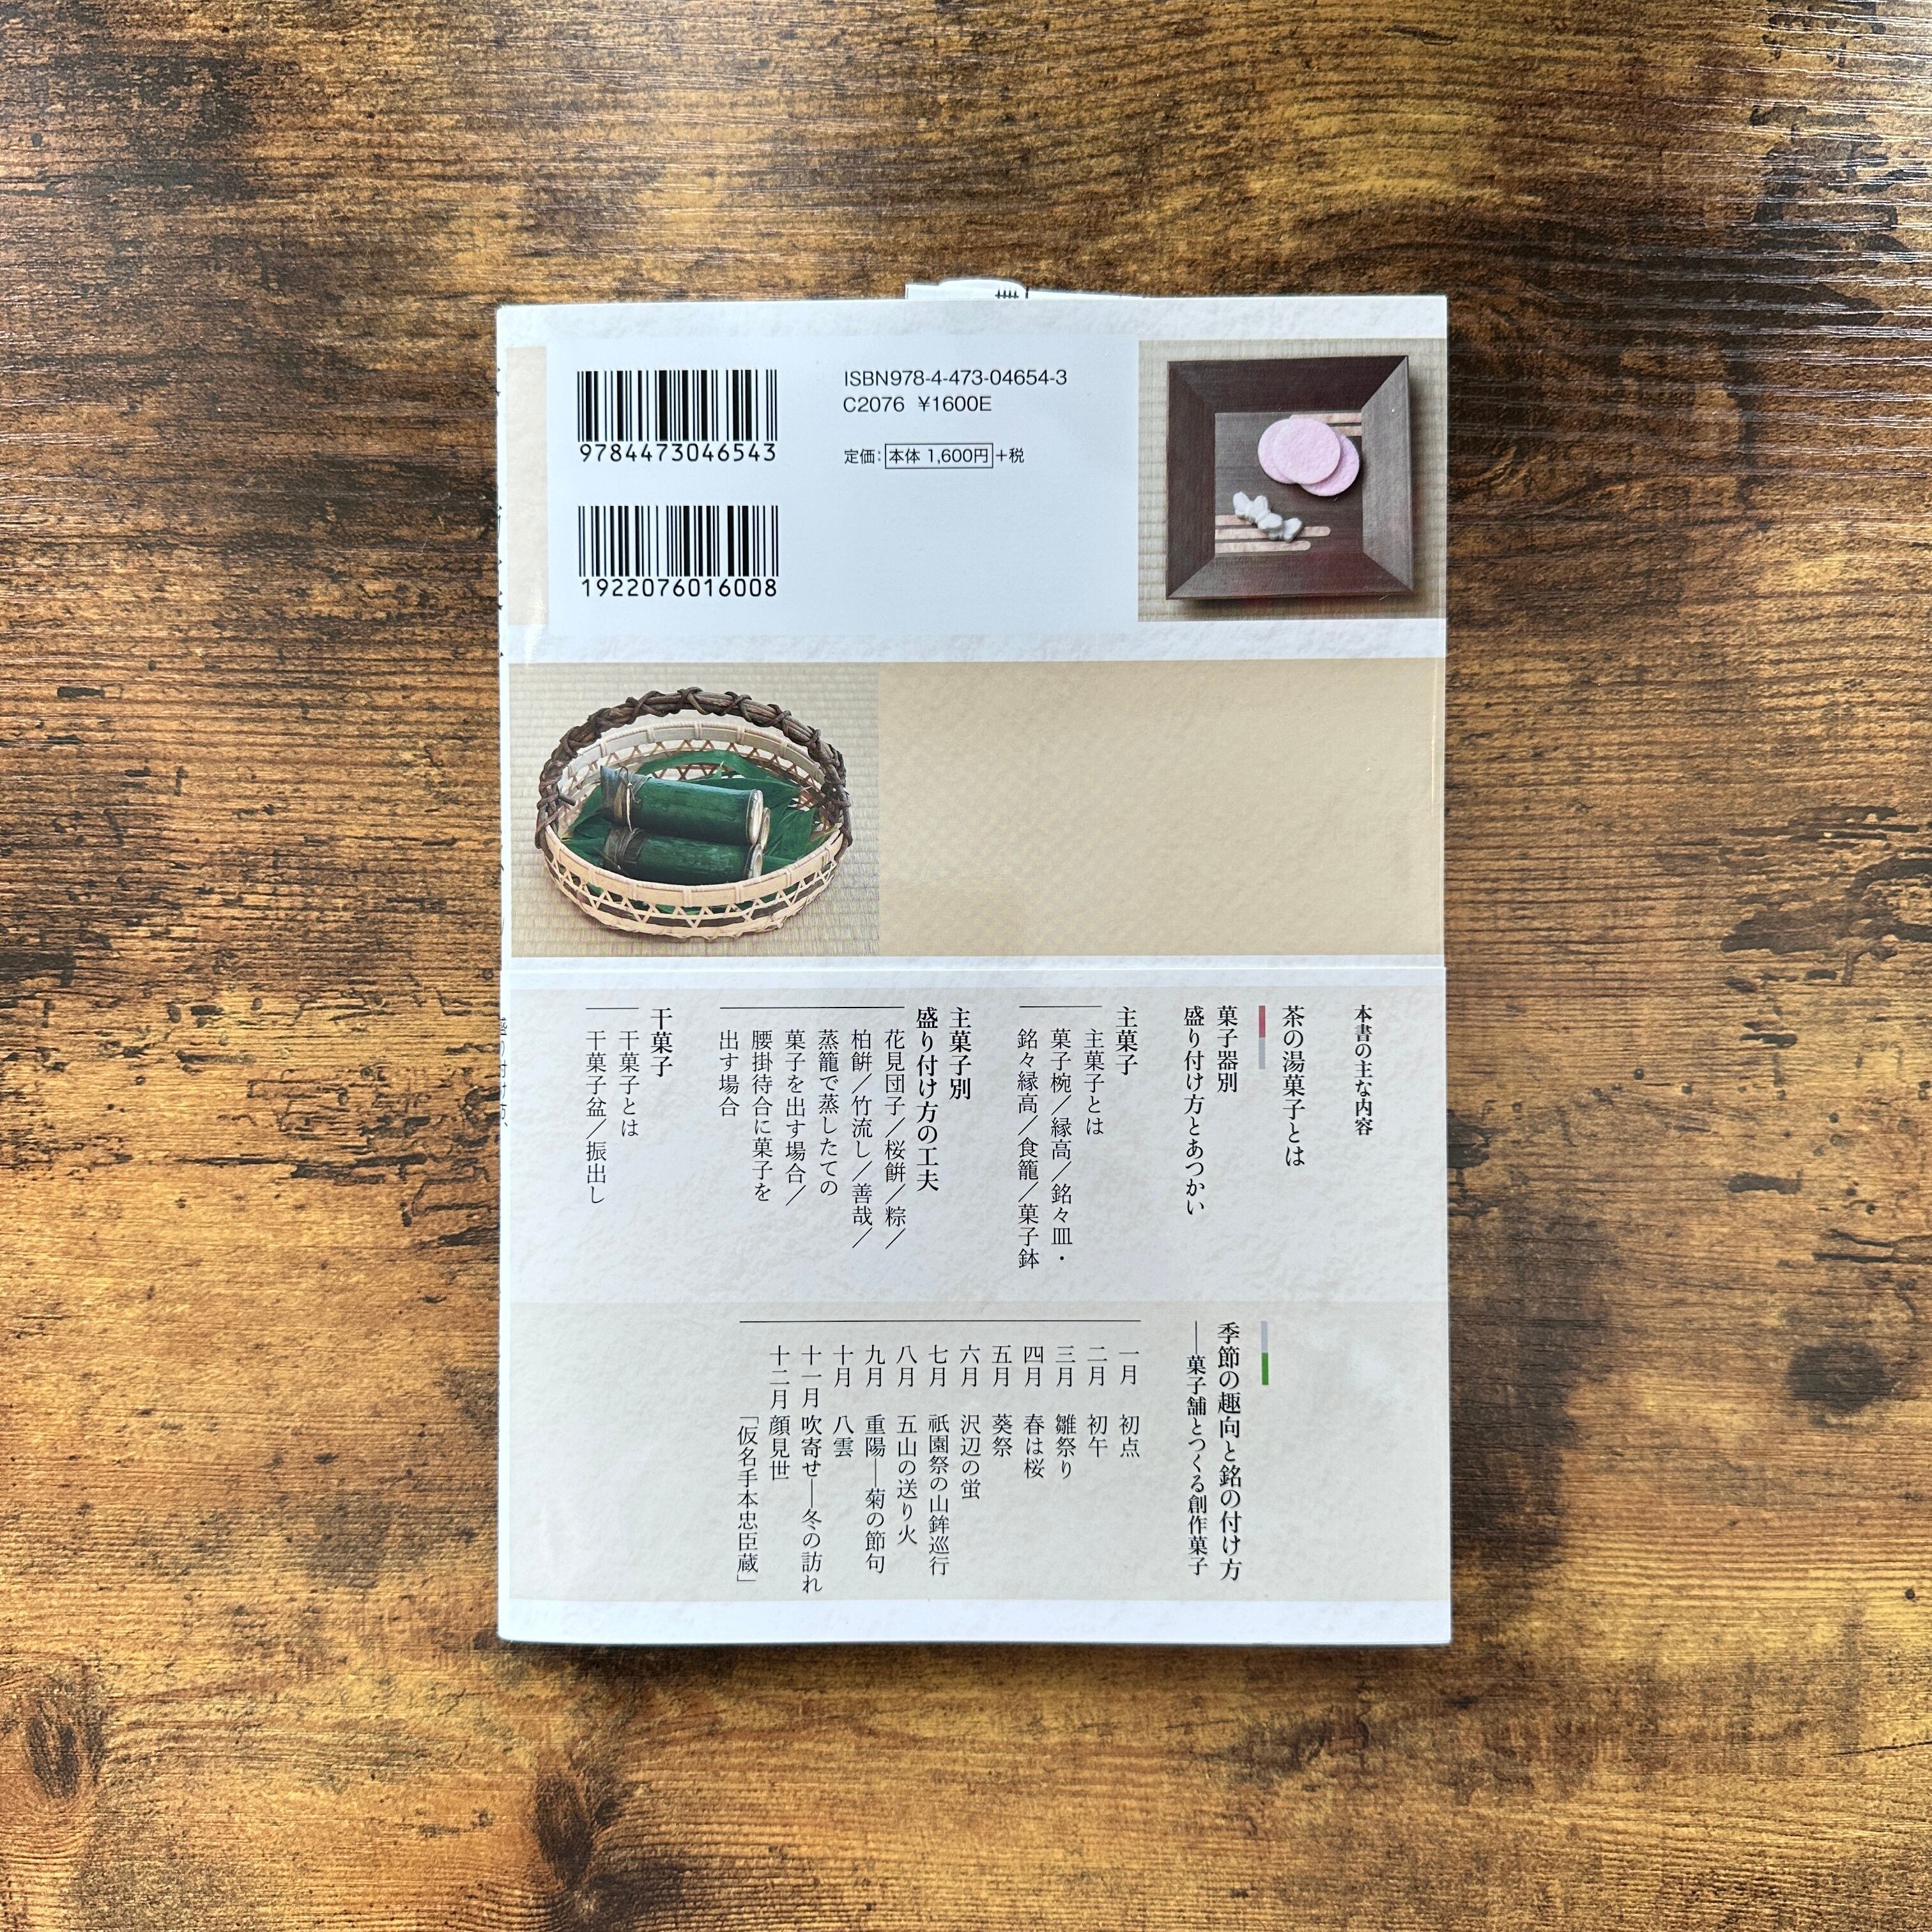 9784473046543
1922076016008
ISBN978-4-473-04654-3
C2076 ¥1600E
定価：本体 1,600円+税
本書の主な内容
茶の湯菓子とは
菓子器別
盛り付け方とあつかい
主菓子
主菓子とは
菓子椀／縁高／銘々皿・
銘々縁高／食籠／菓子鉢
主菓子別
盛り付け方の工夫
花見団子／桜餅／粽／
柏餅／竹流し／善哉／
蒸籠で蒸したての
菓子を出す場合／
腰掛待合に菓子を
出す場合
干菓子
干菓子とは
干菓子盆／振出し
季節の趣向と銘の付け方
――菓子舗とつくる創作菓子
一月 初点
二月 初午
三月 雛祭り
四月 春は桜
五月 葵祭
六月 沢辺の蛍
七月 祇園祭の山鉾巡行
八月 五山の送り火
九月 重陽――菊の節句
十月 八雲
十一月 吹寄せ――冬の訪れ
十二月 顔見世
「仮名手本忠臣蔵」